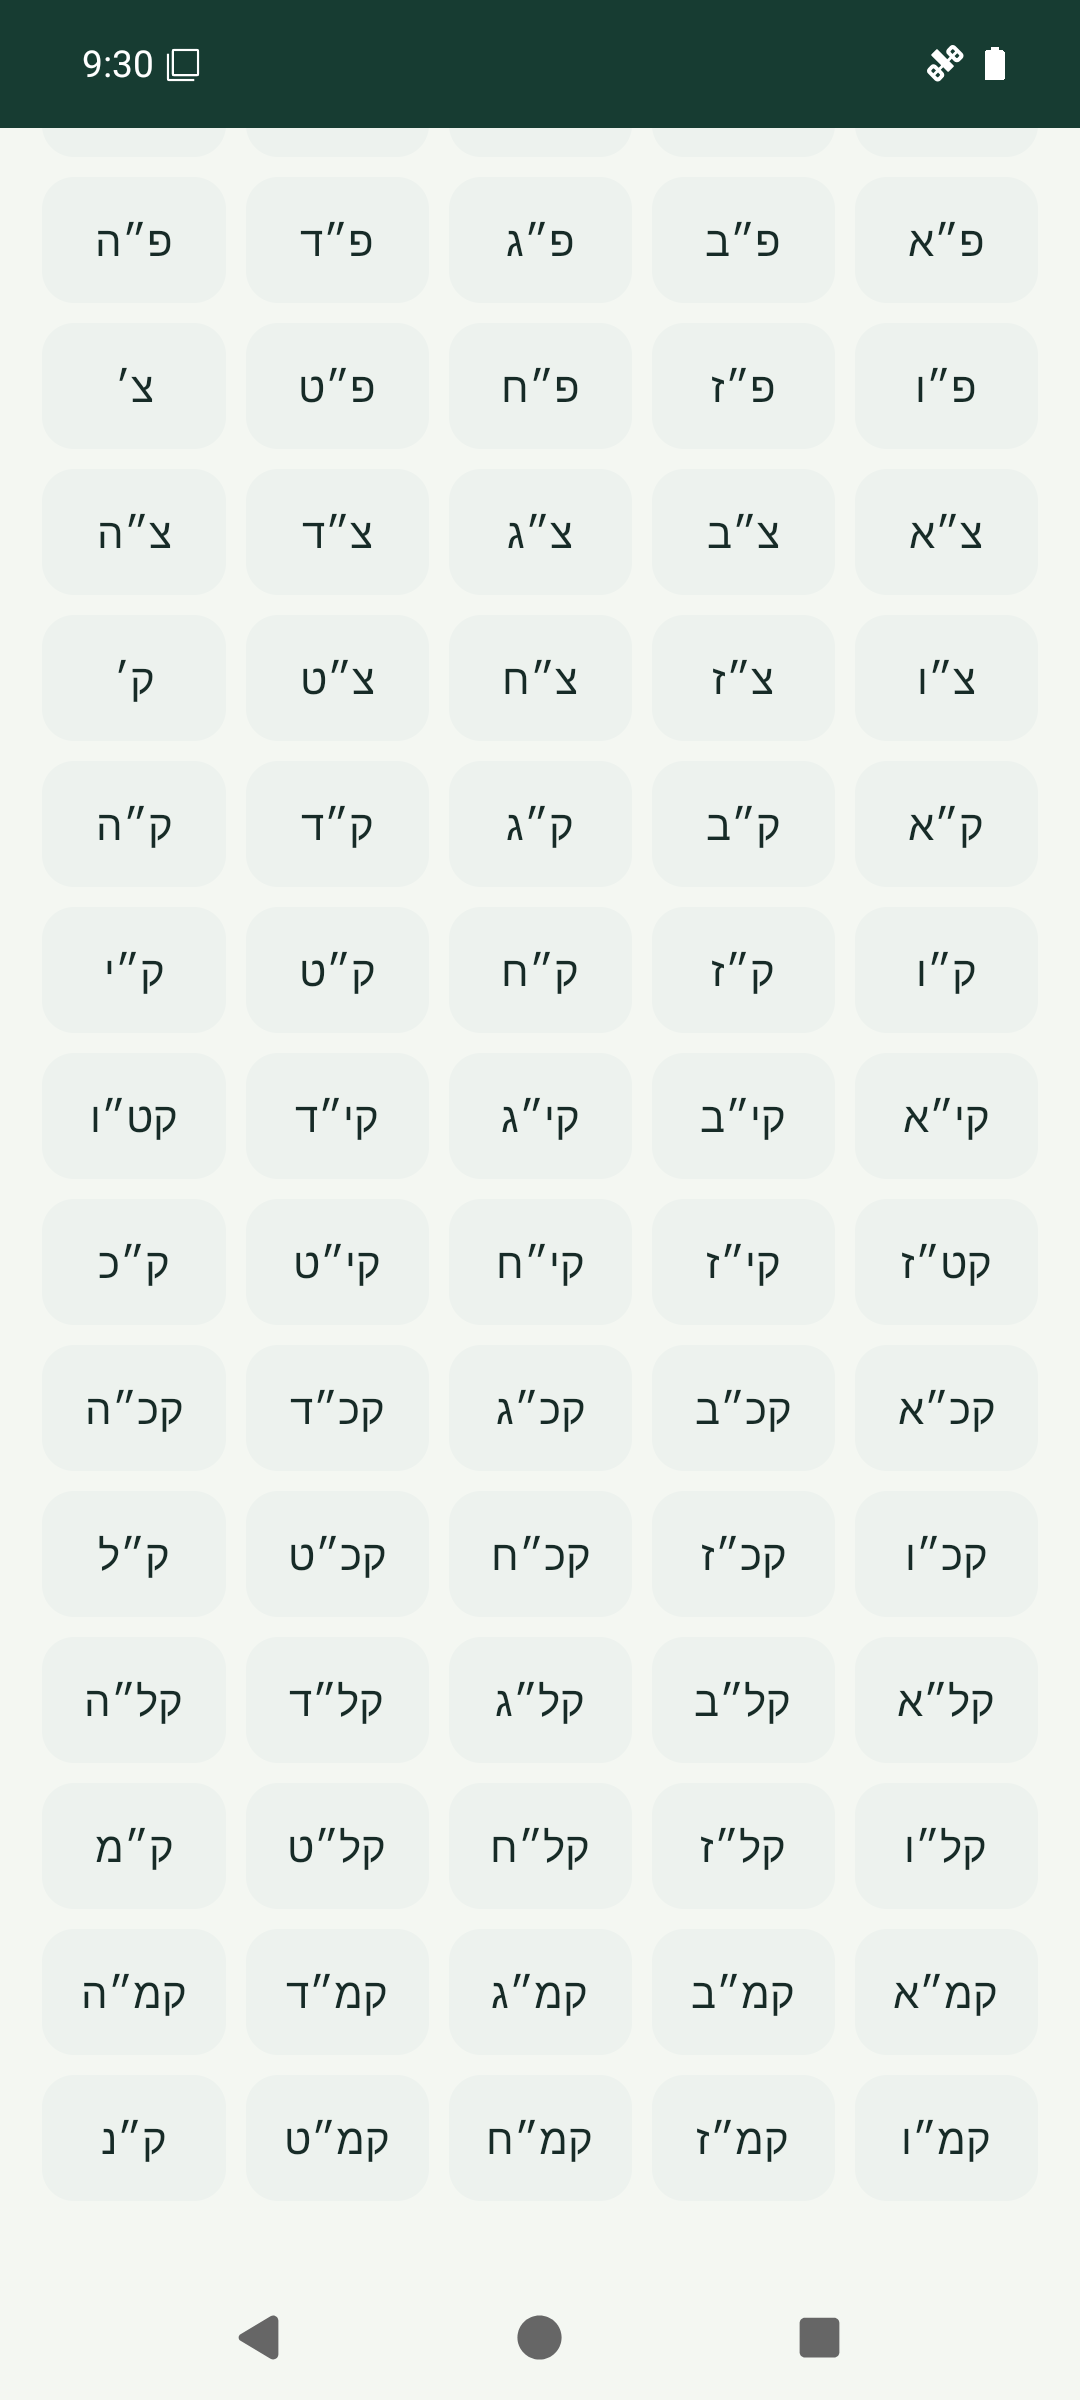 9:30
פ״א פ״ב פ״ג פ״ד פ״ה
פ״ו פ״ז פ״ח פ״ט צ׳
צ״א צ״ב צ״ג צ״ד צ״ה
צ״ו צ״ז צ״ח צ״ט ק׳
ק״א ק״ב ק״ג ק״ד ק״ה
ק״ו ק״ז ק״ח ק״ט ק״י
קי״א קי״ב קי״ג קי״ד קט״ו
קט״ז קי״ז קי״ח קי״ט ק״כ
קכ״א קכ״ב קכ״ג קכ״ד קכ״ה
קכ״ו קכ״ז קכ״ח קכ״ט ק״ל
קל״א קל״ב קל״ג קל״ד קל״ה
קל״ו קל״ז קל״ח קל״ט ק״מ
קמ״א קמ״ב קמ״ג קמ״ד קמ״ה
קמ״ו קמ״ז קמ״ח קמ״ט ק״נ